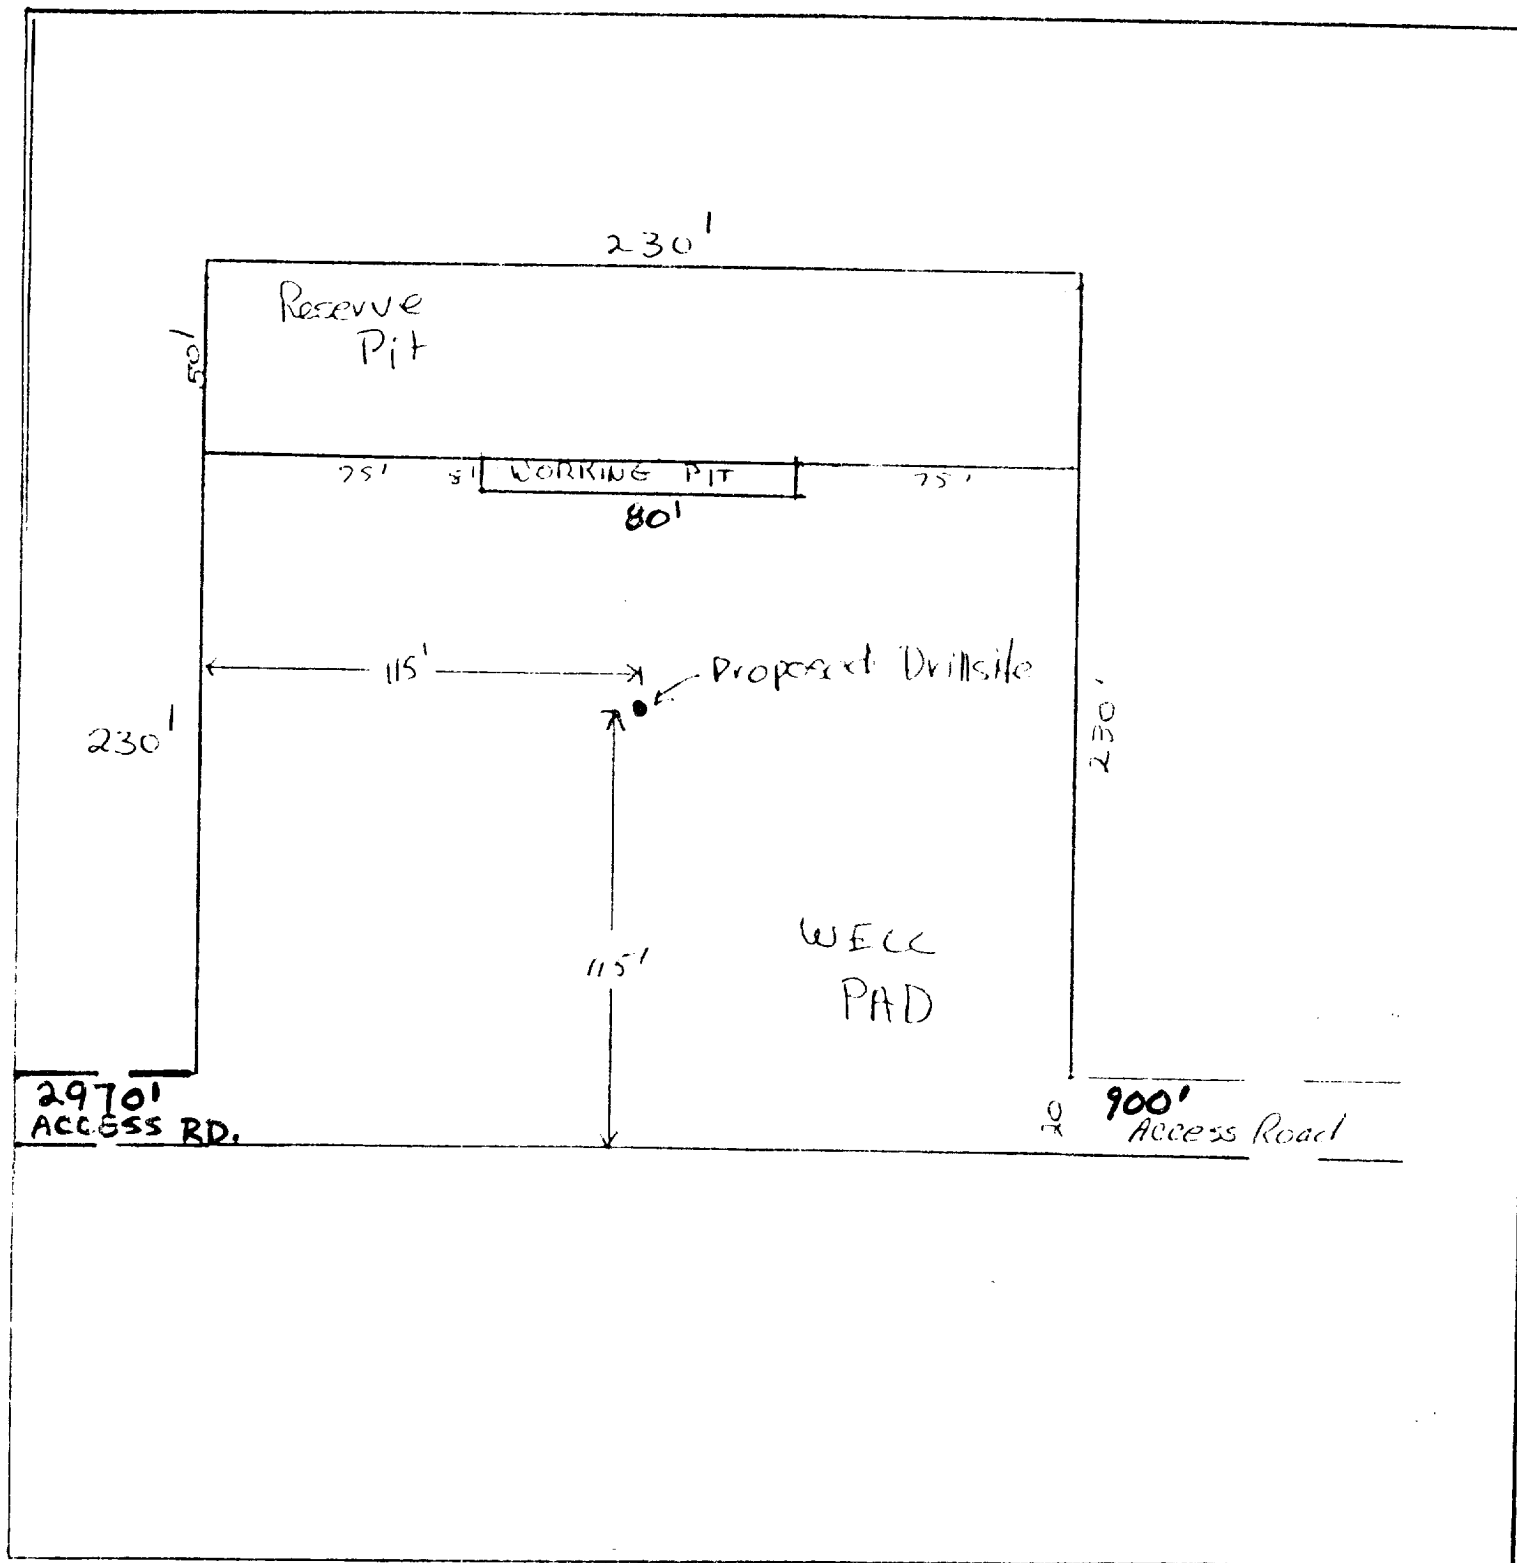 230'
Reserve
Pit
50'
75' 8' WORKING PIT 75'
80'
115' Proposed Drillsite
230'
230'
115'
WELL
PAD
2970'
ACCESS RD.
20
900'
Access Road